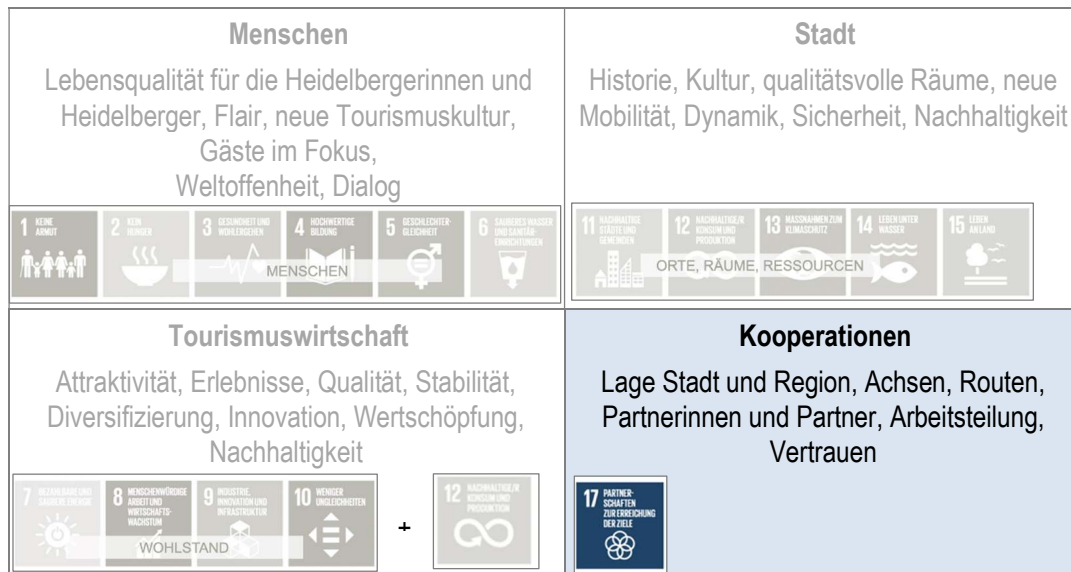 Menschen
Lebensqualität für die Heidelbergerinnen und
Heidelberger, Flair, neue Tourismuskultur,
Gäste im Fokus,
Weltoffenheit, Dialog
1 KEINE
ARMUT
2 KEIN
HUNGER
3 GESUNDHEIT UND
WOHLERGEHEN
4 HOCHWERTIGE
BILDUNG
5 GESCHLECHTER-
GLEICHHEIT
6 SAUBERES WASSER
UND SANITÄR-
EINRICHTUNGEN
MENSCHEN
Stadt
Historie, Kultur, qualitätsvolle Räume, neue
Mobilität, Dynamik, Sicherheit, Nachhaltigkeit
11 NACHHALTIGE
STÄDTE UND
GEMEINDEN
12 NACHHALTIGE/R
KONSUM UND
PRODUKTION
13 MASSNAHMEN ZUM
KLIMASCHUTZ
14 LEBEN UNTER
WASSER
15 LEBEN
AN LAND
ORTE, RÄUME, RESSOURCEN
Tourismuswirtschaft
Attraktivität, Erlebnisse, Qualität, Stabilität,
Diversifizierung, Innovation, Wertschöpfung,
Nachhaltigkeit
7 BEZAHLBARE UND
SAUBERE ENERGIE
8 MENSCHENWÜRDIGE
ARBEIT UND
WIRTSCHAFTS-
WACHSTUM
9 INDUSTRIE,
INNOVATION UND
INFRASTRUKTUR
10 WENIGER
UNGLEICHHEITEN
WOHLSTAND
+
12 NACHHALTIGE/R
KONSUM UND
PRODUKTION
Kooperationen
Lage Stadt und Region, Achsen, Routen,
Partnerinnen und Partner, Arbeitsteilung,
Vertrauen
17 PARTNER-
SCHAFTEN
ZUR ERREICHUNG
DER ZIELE